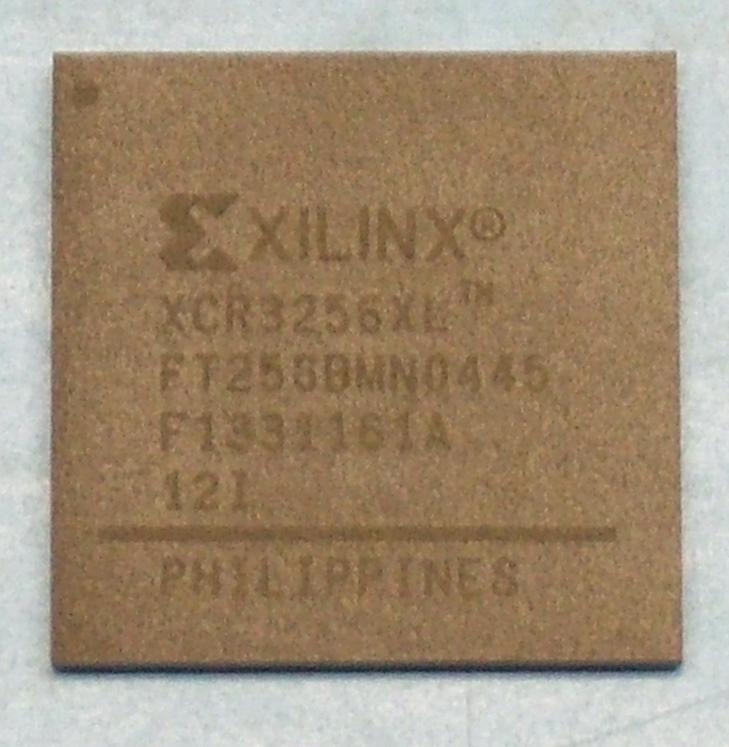 XILINX®
XCR3256XL™
FT256BMN0445
F1331161A
12I
PHILIPPINES